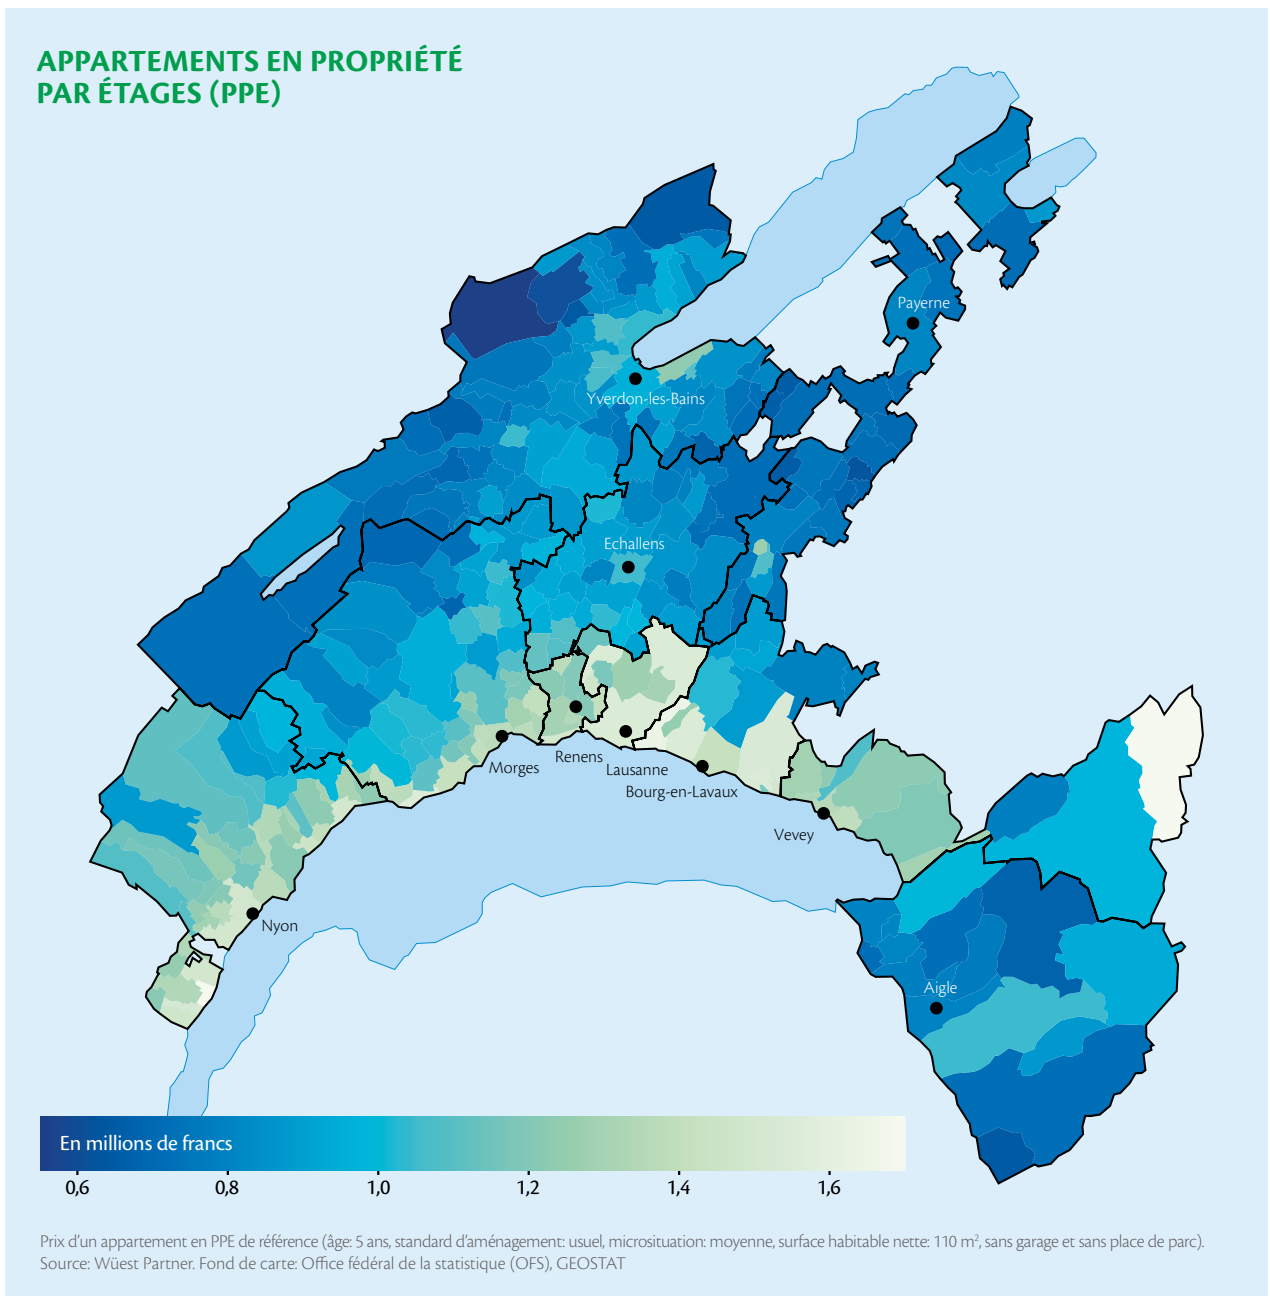 APPARTEMENTS EN PROPRIÉTÉ
PAR ÉTAGES (PPE)
Payerne
Yverdon-les-Bains
Echallens
Renens
Morges
Lausanne
Bourg-en-Lavaux
Vevey
Nyon
Aigle
En millions de francs
0,6 0,8 1,0 1,2 1,4 1,6
Prix d'un appartement en PPE de référence (âge: 5 ans, standard d'aménagement: usuel, microsituation: moyenne, surface habitable nette: 110 m², sans garage et sans place de parc).
Source: Wüest Partner. Fond de carte: Office fédéral de la statistique (OFS), GEOSTAT